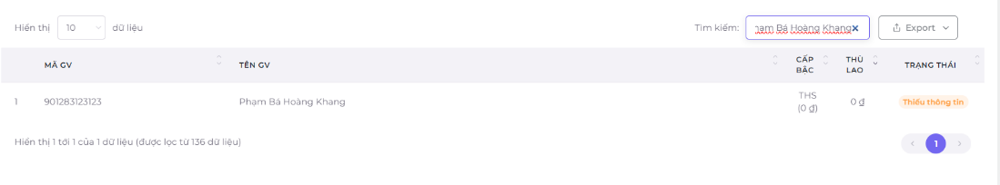 Hiển thị 10 dữ liệu
Tìm kiếm: Phạm Bá Hoàng Khang Export
MÃ GV TÊN GV CẤP BẬC THÙ LAO TRẠNG THÁI
1 901283123123 Phạm Bá Hoàng Khang THS (0 ₫) 0 ₫ Thiếu thông tin
Hiển thị 1 tới 1 của 1 dữ liệu (được lọc từ 136 dữ liệu)
1